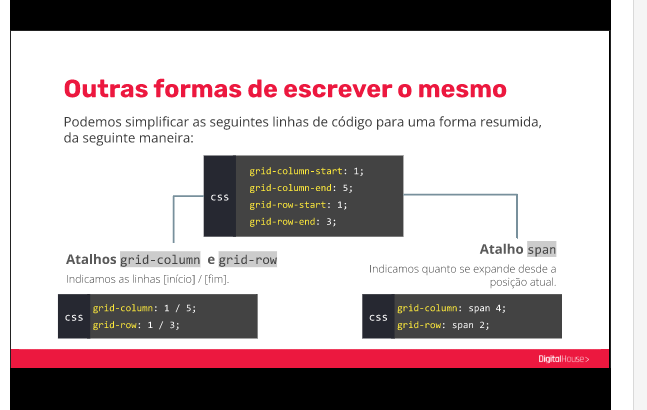 Outras formas de escrever o mesmo
Podemos simplificar as seguintes linhas de código para uma forma resumida,
da seguinte maneira:
css
grid-column-start: 1;
grid-column-end: 5;
grid-row-start: 1;
grid-row-end: 3;
Atalhos grid-column e grid-row
Indicamos as linhas [início] / [fim].
css
grid-column: 1 / 5;
grid-row: 1 / 3;
Atalho span
Indicamos quanto se expande desde a
posição atual.
css
grid-column: span 4;
grid-row: span 2;
DigitalHouse>